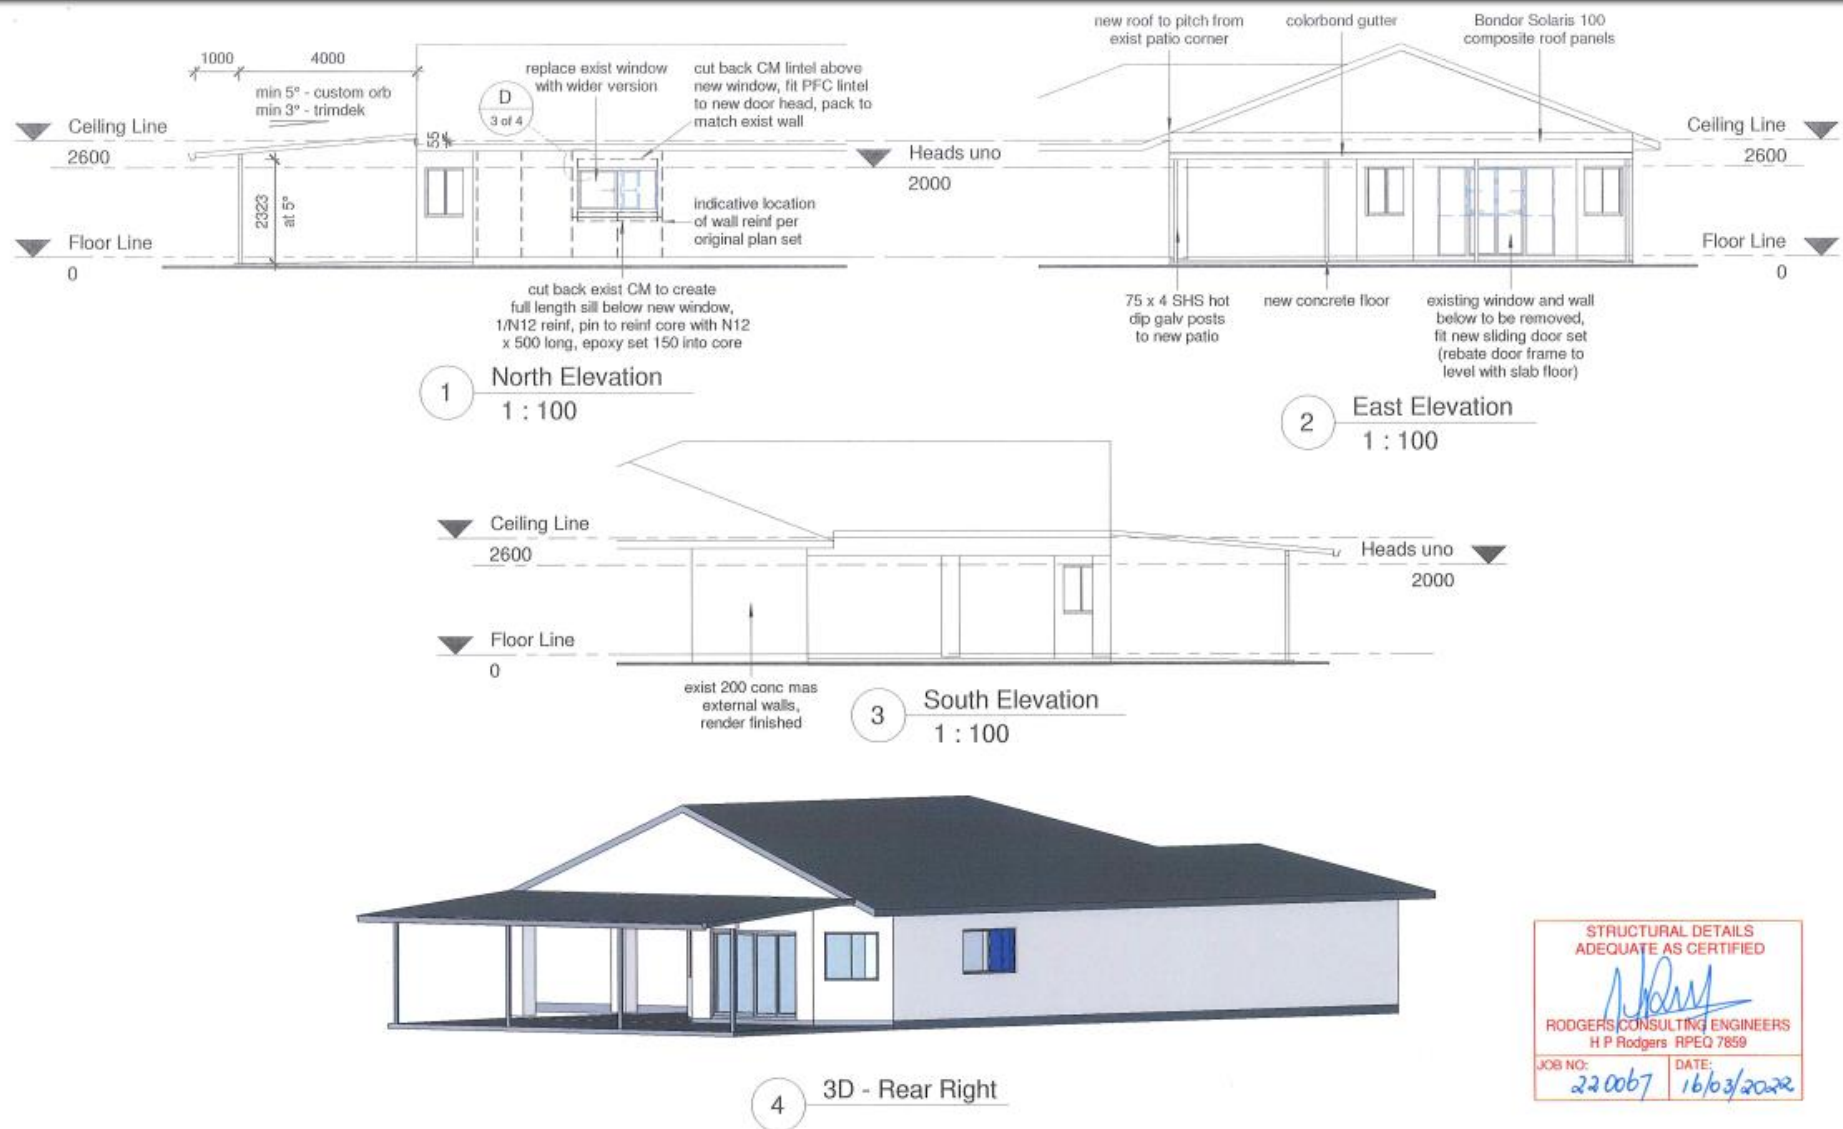 1000
4000
min 5° - custom orb
min 3° - trimdek
Ceiling Line
2600
2323
at 5°
Floor Line
0
55
D
3 of 4
replace exist window
with wider version
cut back CM lintel above
new window, fit PFC lintel
to new door head, pack to
match exist wall
Heads uno
2000
indicative location
of wall reinf per
original plan set
cut back exist CM to create
full length sill below new window,
1/N12 reinf, pin to reinf core with N12
x 500 long, epoxy set 150 into core
1
North Elevation
1 : 100
new roof to pitch from
exist patio corner
colorbond gutter
Bondor Solaris 100
composite roof panels
Ceiling Line
2600
Floor Line
0
75 x 4 SHS hot
dip galv posts
to new patio
new concrete floor
existing window and wall
below to be removed,
fit new sliding door set
(rebate door frame to
level with slab floor)
2
East Elevation
1 : 100
Ceiling Line
2600
Heads uno
2000
Floor Line
0
exist 200 conc mas
external walls,
render finished
3
South Elevation
1 : 100
4
3D - Rear Right
STRUCTURAL DETAILS
ADEQUATE AS CERTIFIED
RODGERS CONSULTING ENGINEERS
H P Rodgers RPEQ 7859
JOB NO:
220067
DATE:
16/03/2022